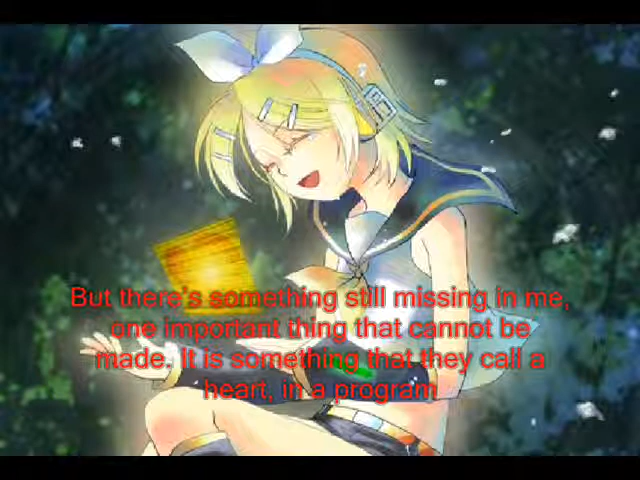 But there's something still missing in me,
one important thing that cannot be
made. It is something that they call a
heart, in a program